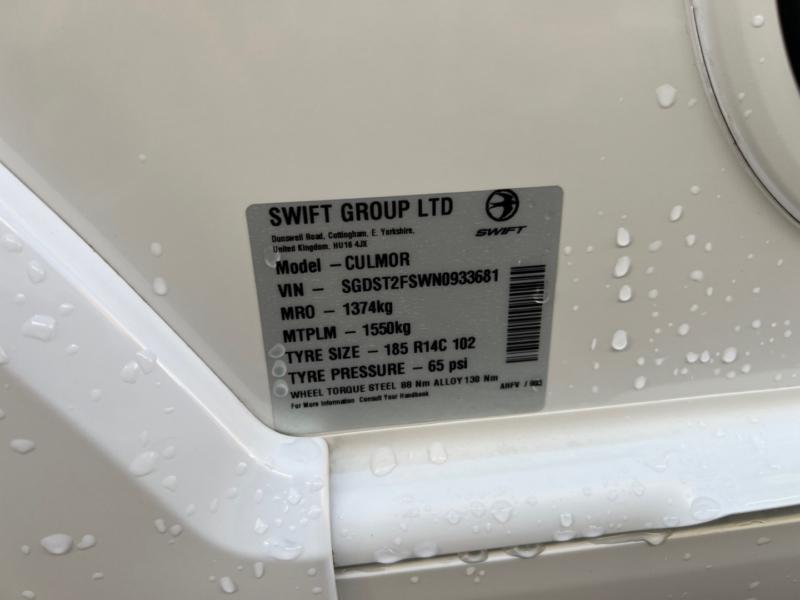 SWIFT GROUP LTD
SWIFT
Dunswell Road, Cottingham, E. Yorkshire,
United Kingdom. HU16 4JX
Model - CULMOR
VIN - SGDST2FSWN0933681
MRO - 1374kg
MTPLM - 1550kg
TYRE SIZE - 185 R14C 102
TYRE PRESSURE - 65 psi
WHEEL TORQUE STEEL 88 Nm ALLOY 130 Nm
For More Information Consult Your Handbook